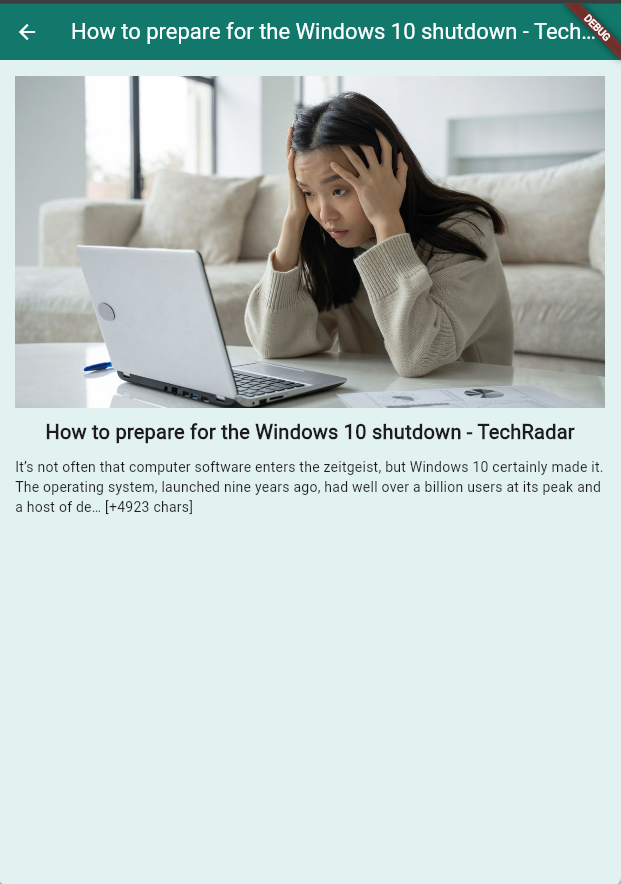 How to prepare for the Windows 10 shutdown - Tech...
DEBUG
How to prepare for the Windows 10 shutdown - TechRadar
It’s not often that computer software enters the zeitgeist, but Windows 10 certainly made it.
The operating system, launched nine years ago, had well over a billion users at its peak and
a host of de… [+4923 chars]